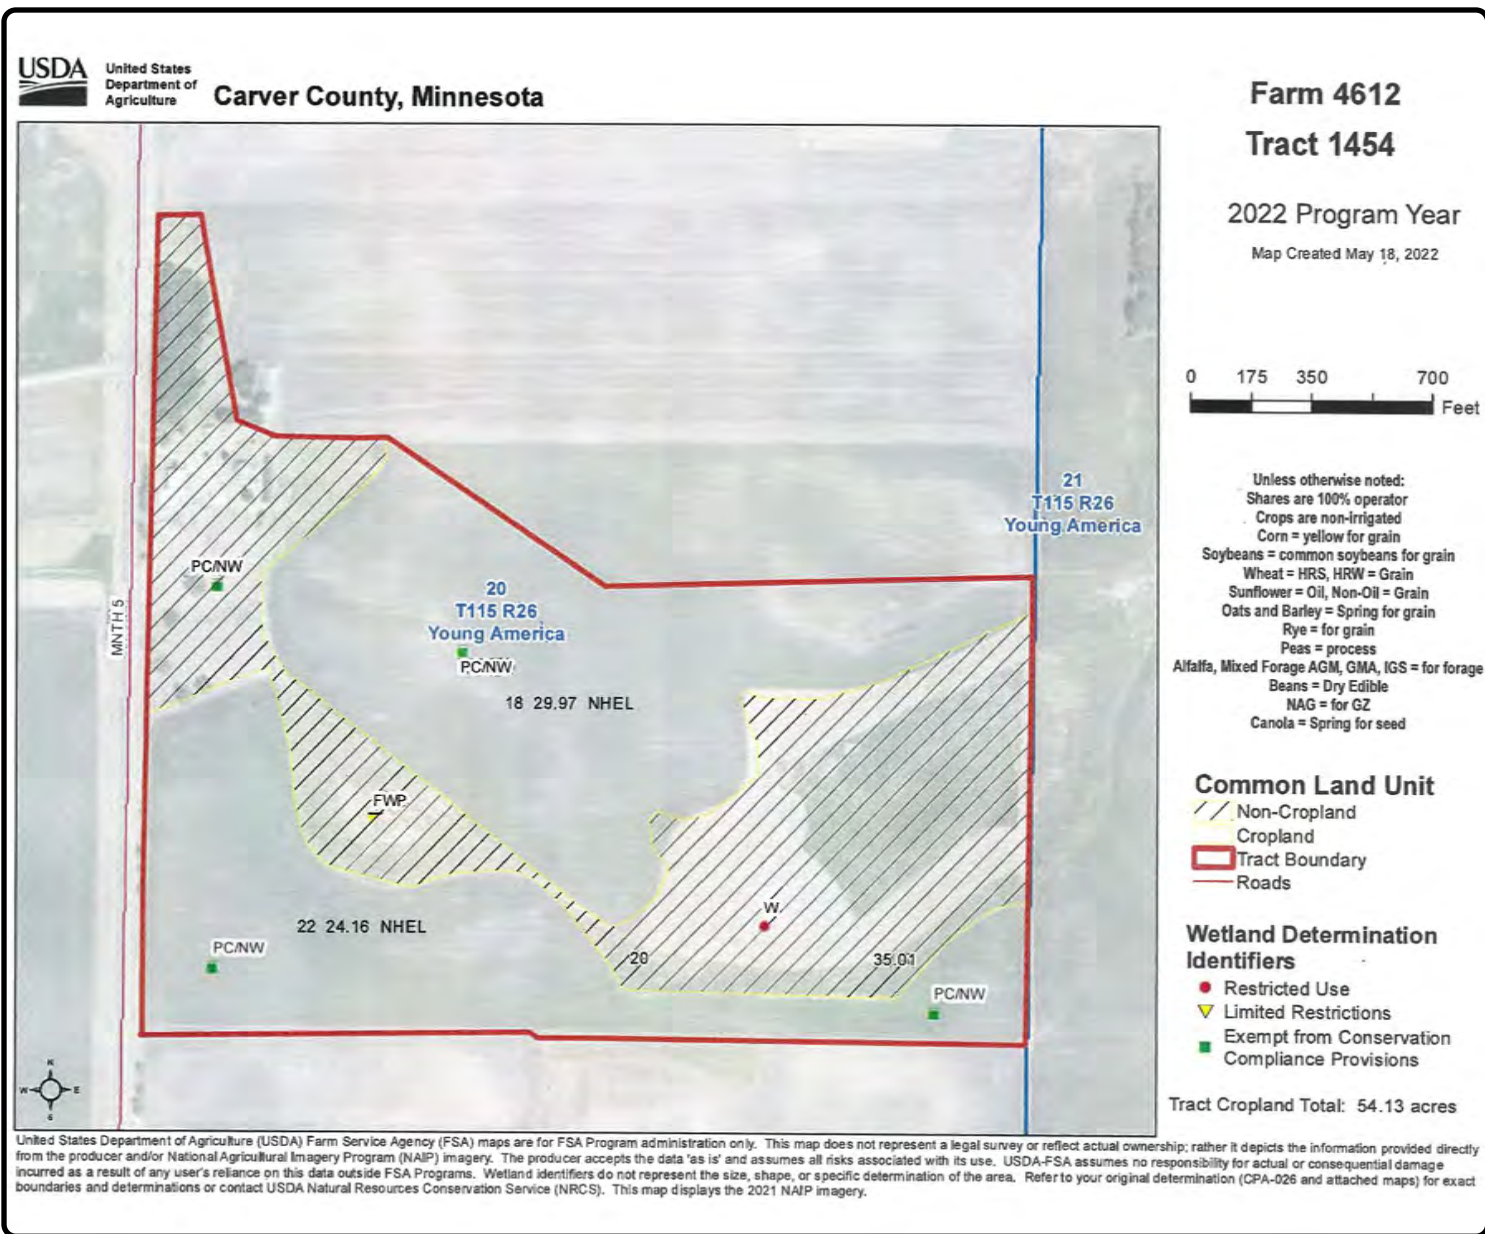 USDA
United States
Department of
Agriculture
Carver County, Minnesota
Farm 4612
Tract 1454
2022 Program Year
Map Created May 18, 2022
0 175 350 700
Feet
Unless otherwise noted:
Shares are 100% operator
Crops are non-irrigated
Corn = yellow for grain
Soybeans = common soybeans for grain
Wheat = HRS, HRW = Grain
Sunflower = Oil, Non-Oil = Grain
Oats and Barley = Spring for grain
Rye = for grain
Peas = process
Alfalfa, Mixed Forage AGM, GMA, IGS = for forage
Beans = Dry Edible
NAG = for GZ
Canola = Spring for seed
Common Land Unit
Non-Cropland
Cropland
Tract Boundary
Roads
Wetland Determination
Identifiers
Restricted Use
Limited Restrictions
Exempt from Conservation
Compliance Provisions
Tract Cropland Total: 54.13 acres
21
T115 R26
Young America
PC/NW
MNTH 5
20
T115 R26
Young America
PC/NW
18 29.97 NHEL
FWP
22 24.16 NHEL
PC/NW
W
20
35.01
PC/NW
N
W
E
S
United States Department of Agriculture (USDA) Farm Service Agency (FSA) maps are for FSA Program administration only. This map does not represent a legal survey or reflect actual ownership; rather it depicts the information provided directly
from the producer and/or National Agricultural Imagery Program (NAIP) imagery. The producer accepts the data 'as is' and assumes all risks associated with its use. USDA-FSA assumes no responsibility for actual or consequential damage
incurred as a result of any user's reliance on this data outside FSA Programs. Wetland identifiers do not represent the size, shape, or specific determination of the area. Refer to your original determination (CPA-026 and attached maps) for exact
boundaries and determinations or contact USDA Natural Resources Conservation Service (NRCS). This map displays the 2021 NAIP imagery.